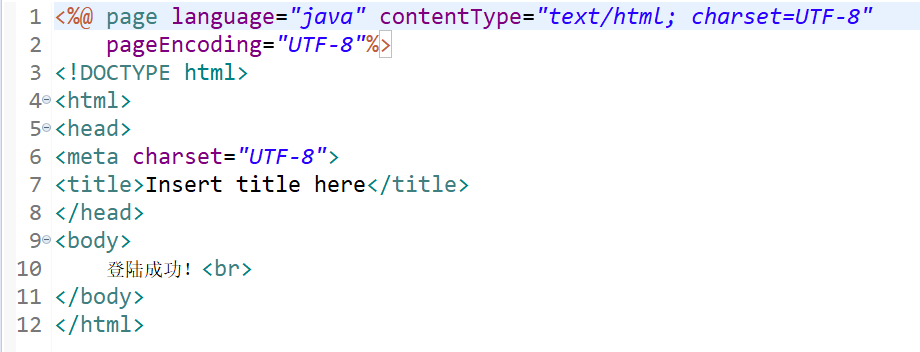 1 <%@ page language="java" contentType="text/html; charset=UTF-8"
2 pageEncoding="UTF-8"%>
3 <!DOCTYPE html>
4 <html>
5 <head>
6 <meta charset="UTF-8">
7 <title>Insert title here</title>
8 </head>
9 <body>
10 登陆成功！<br>
11 </body>
12 </html>